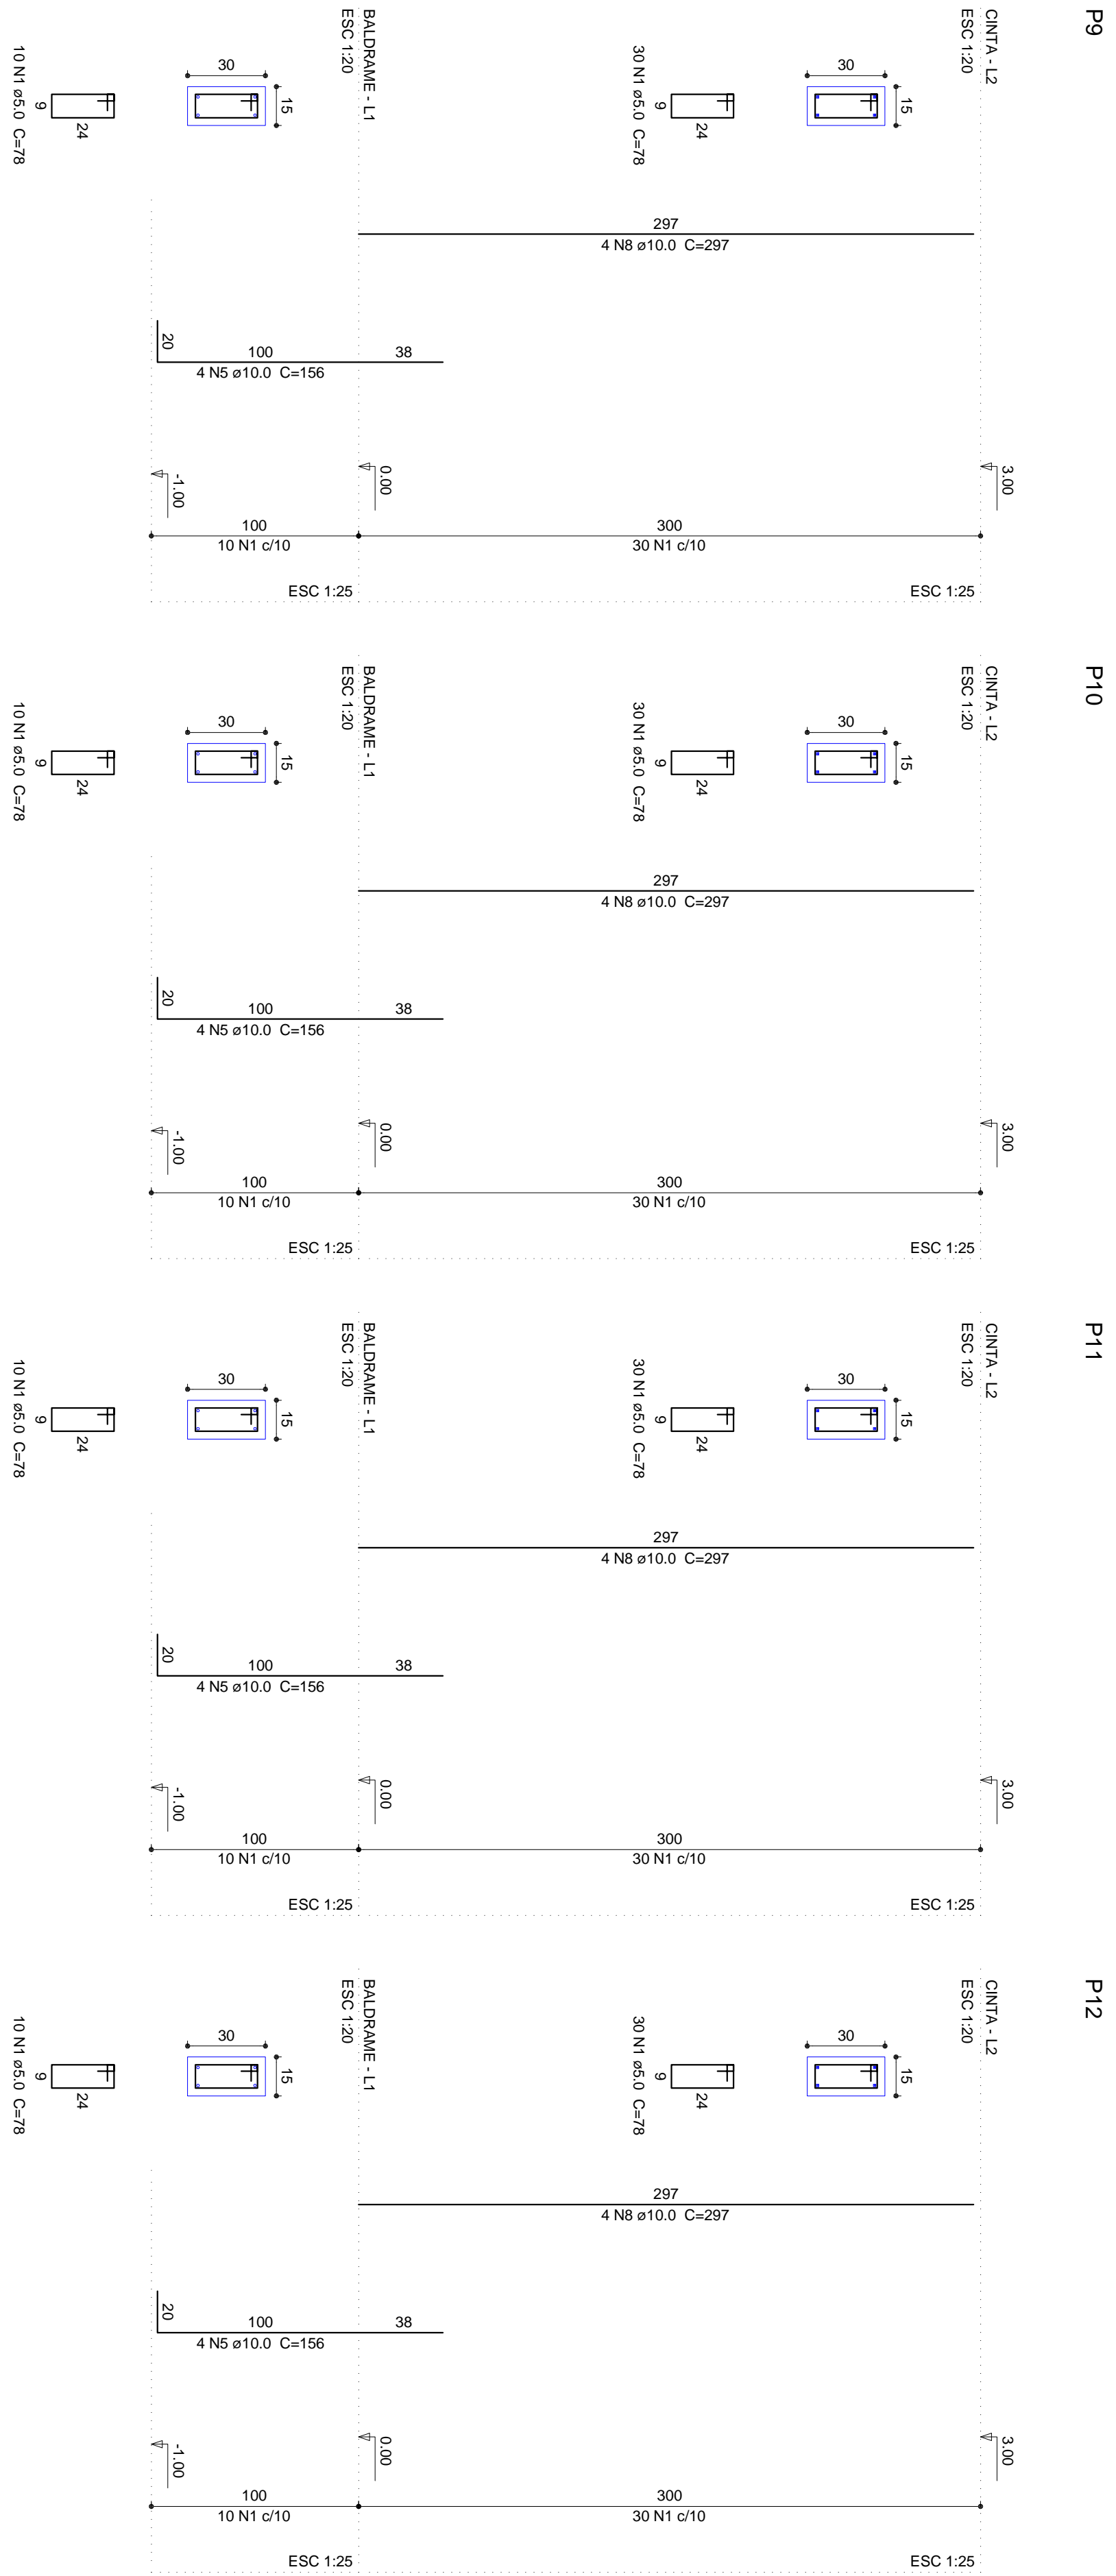 P9
CINTA - L2
ESC 1:20
30
15
24
9
30 N1 ø5.0  C=78
297
4 N8 ø10.0  C=297
3.00
300
30 N1 c/10
ESC 1:25
BALDRAME - L1
ESC 1:20
30
15
24
9
10 N1 ø5.0  C=78
20
100
38
4 N5 ø10.0  C=156
0.00
-1.00
100
10 N1 c/10
ESC 1:25
P10
CINTA - L2
ESC 1:20
30
15
24
9
30 N1 ø5.0  C=78
297
4 N8 ø10.0  C=297
3.00
300
30 N1 c/10
ESC 1:25
BALDRAME - L1
ESC 1:20
30
15
24
9
10 N1 ø5.0  C=78
20
100
38
4 N5 ø10.0  C=156
0.00
-1.00
100
10 N1 c/10
ESC 1:25
P11
CINTA - L2
ESC 1:20
30
15
24
9
30 N1 ø5.0  C=78
297
4 N8 ø10.0  C=297
3.00
300
30 N1 c/10
ESC 1:25
BALDRAME - L1
ESC 1:20
30
15
24
9
10 N1 ø5.0  C=78
20
100
38
4 N5 ø10.0  C=156
0.00
-1.00
100
10 N1 c/10
ESC 1:25
P12
CINTA - L2
ESC 1:20
30
15
24
9
30 N1 ø5.0  C=78
297
4 N8 ø10.0  C=297
3.00
300
30 N1 c/10
ESC 1:25
BALDRAME - L1
ESC 1:20
30
15
24
9
10 N1 ø5.0  C=78
20
100
38
4 N5 ø10.0  C=156
0.00
-1.00
100
10 N1 c/10
ESC 1:25